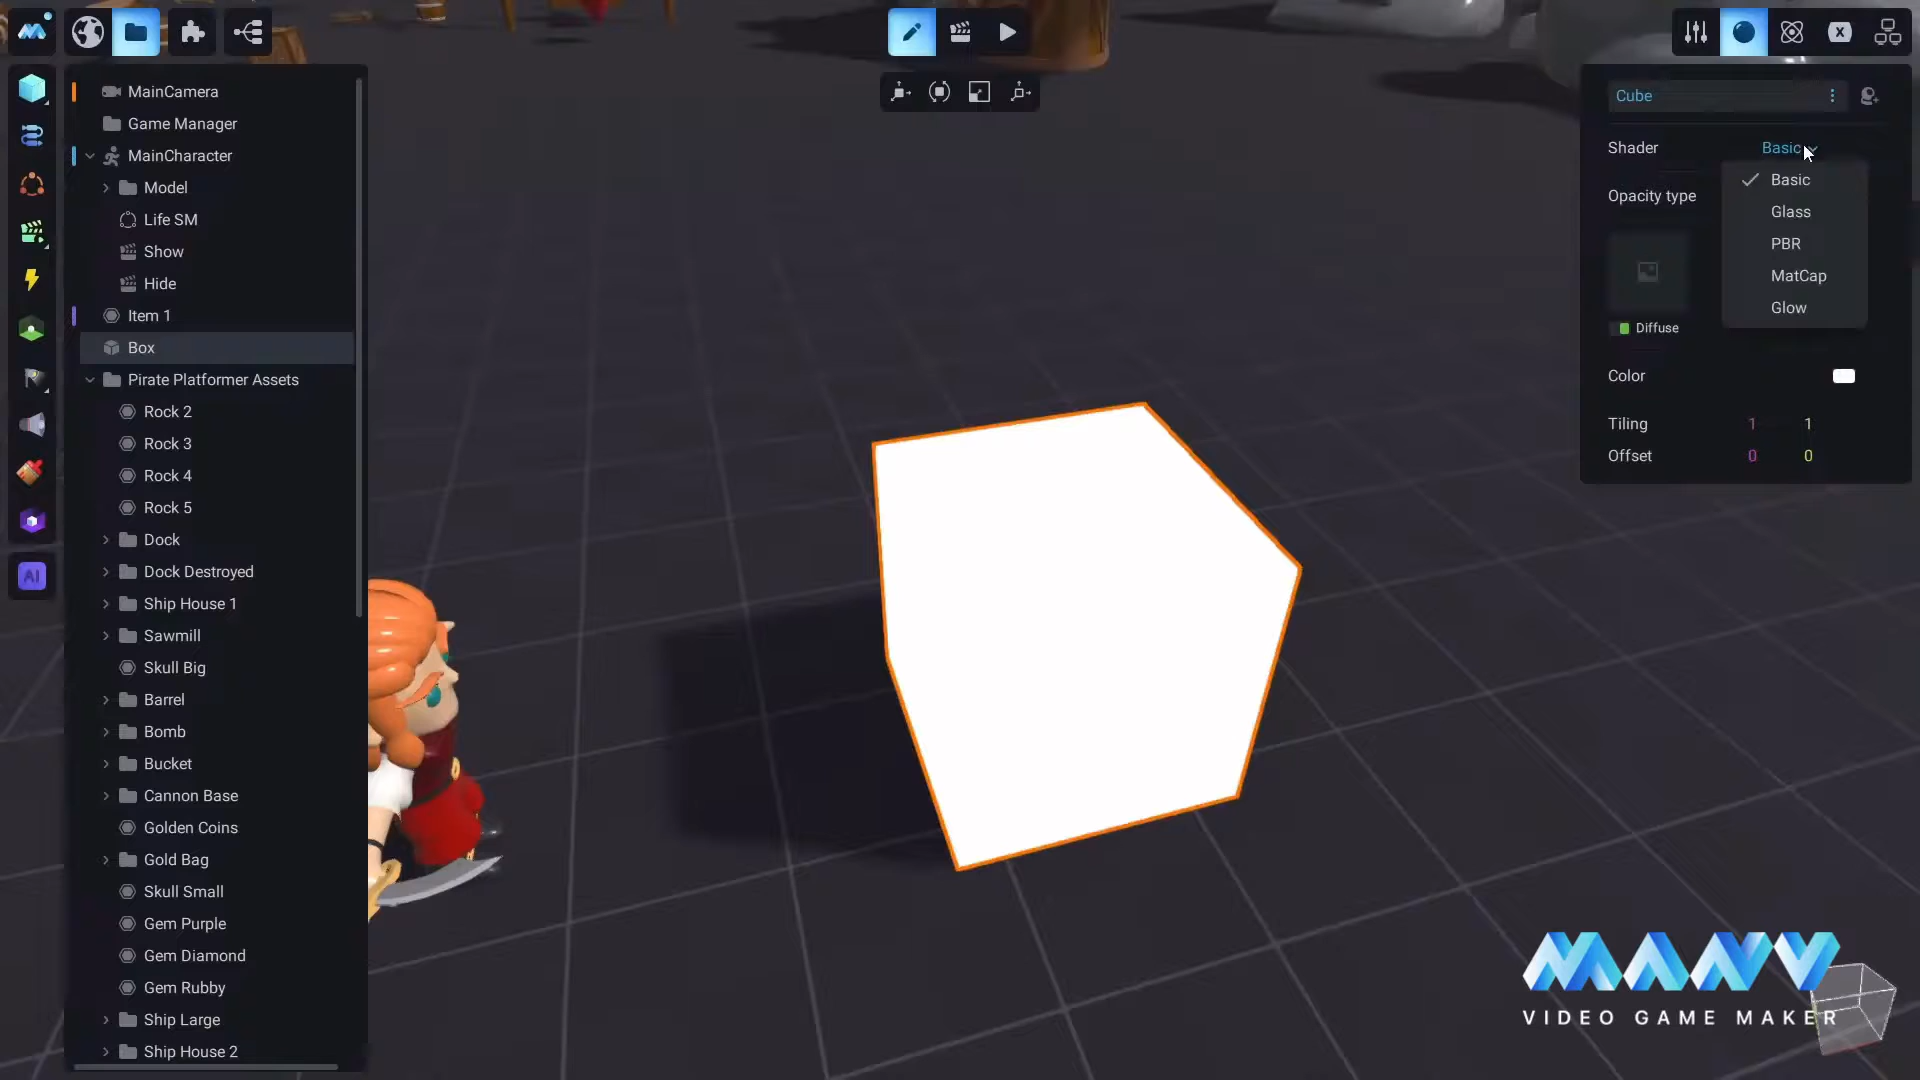 MainCamera
Game Manager
MainCharacter
Model
Life SM
Show
Hide
Item 1
Box
Pirate Platformer Assets
Rock 2
Rock 3
Rock 4
Rock 5
Dock
Dock Destroyed
Ship House 1
Sawmill
Skull Big
Barrel
Bomb
Bucket
Cannon Base
Golden Coins
Gold Bag
Skull Small
Gem Purple
Gem Diamond
Gem Rubby
Ship Large
Ship House 2
AI
X
Cube
Shader Basic
Basic
Glass
PBR
MatCap
Glow
Opacity type
Diffuse
Color
Tiling 1 1
Offset 0 0
MANU
VIDEO GAME MAKER